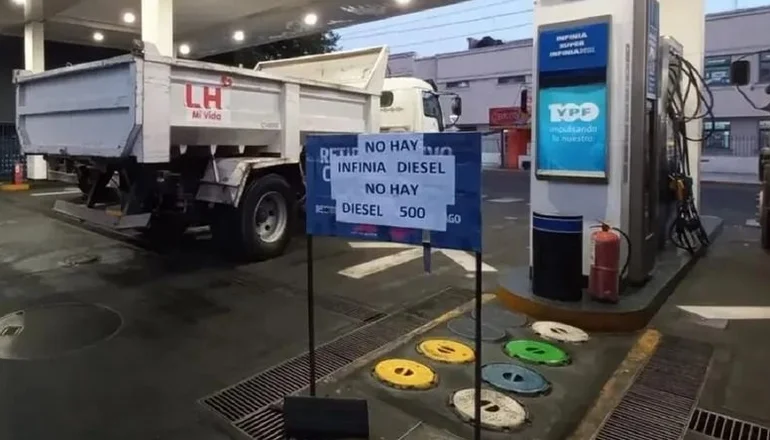 LH
Mi vida
NO HAY
INFINIA DIESEL
NO HAY
DIESEL 500
INFINIA
SUPER
INFINIA DIESEL
YPF
impulsando
lo nuestro